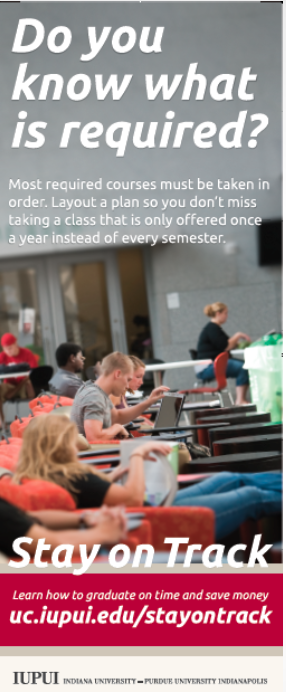 Do you
know what
is required?
Most required courses must be taken in
order. Layout a plan so you don't miss
taking a class that is only offered once
a year instead of every semester.
Stay on Track
Learn how to graduate on time and save money
uc.iupui.edu/stayontrack
IUPUI INDIANA UNIVERSITY–PURDUE UNIVERSITY INDIANAPOLIS